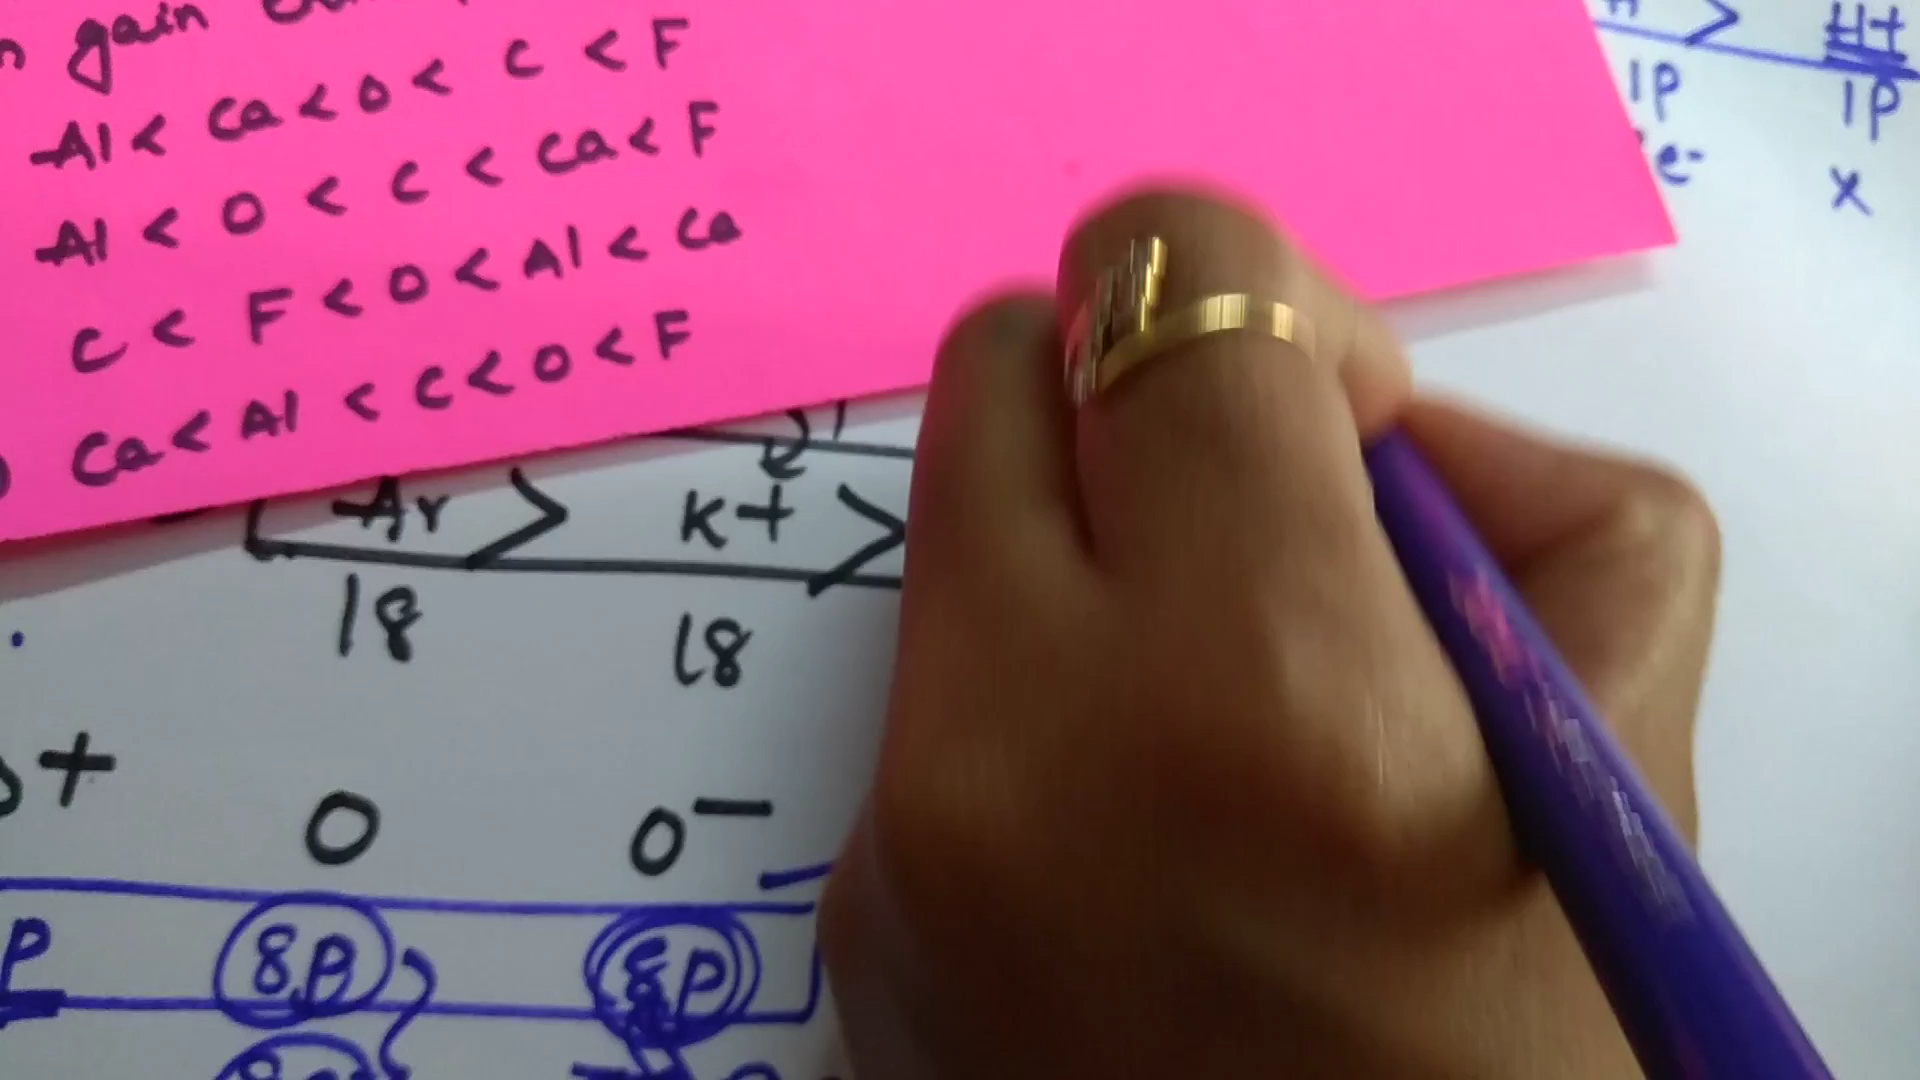 gain
Al < Ca < O < C < F
Al < O < C < Ca < F
C < F < O < Al < Ca
Ca < Al < C < O < F
> H+
1P 1P
e- x
Ar > K+ >
18 18
+ O O-
P 8P 8P